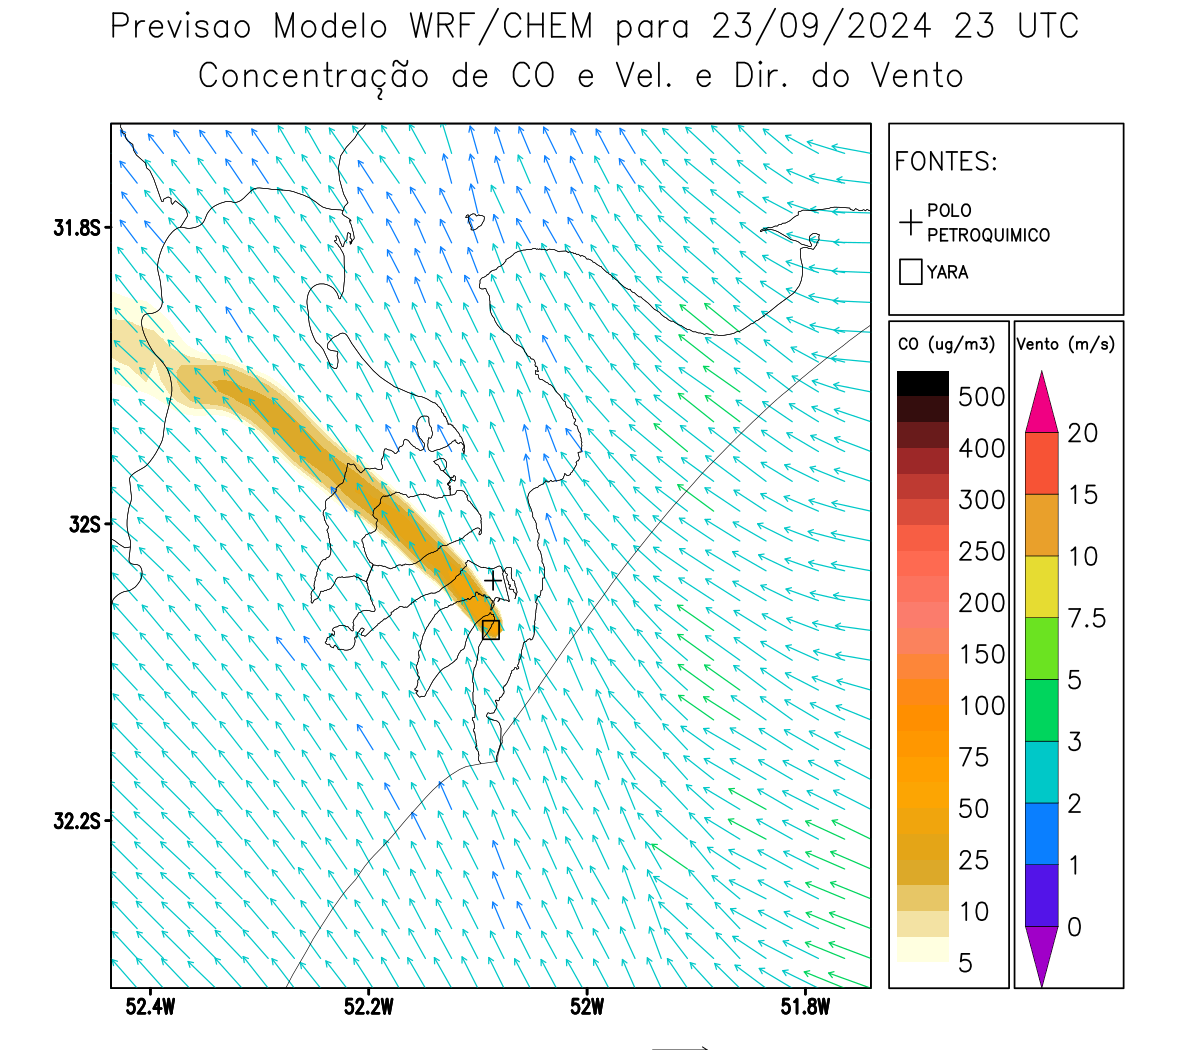 Previsao Modelo WRF/CHEM para 23/09/2024 23 UTC
Concentração de CO e Vel. e Dir. do Vento
FONTES:
POLO
PETROQUIMICO
YARA
CO (ug/m3)
500
400
300
250
200
150
100
75
50
25
10
5
Vento (m/s)
20
15
10
7.5
5
3
2
1
0
31.8S
32S
32.2S
52.4W
52.2W
52W
51.8W